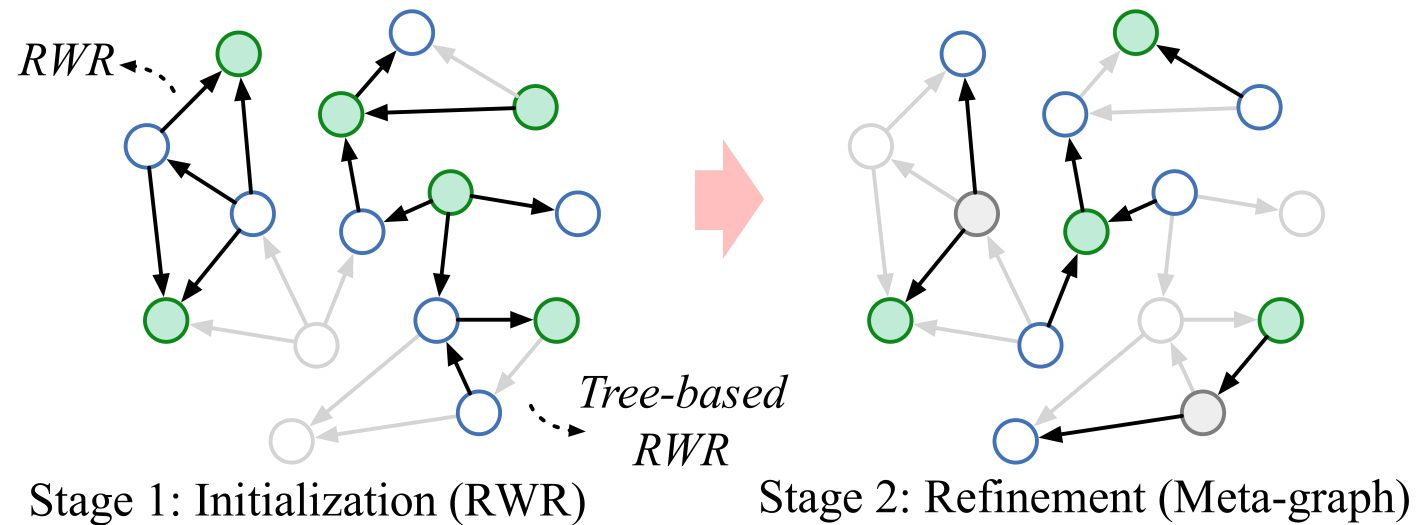 RWR
Tree-based
RWR
Stage 1: Initialization (RWR)
Stage 2: Refinement (Meta-graph)